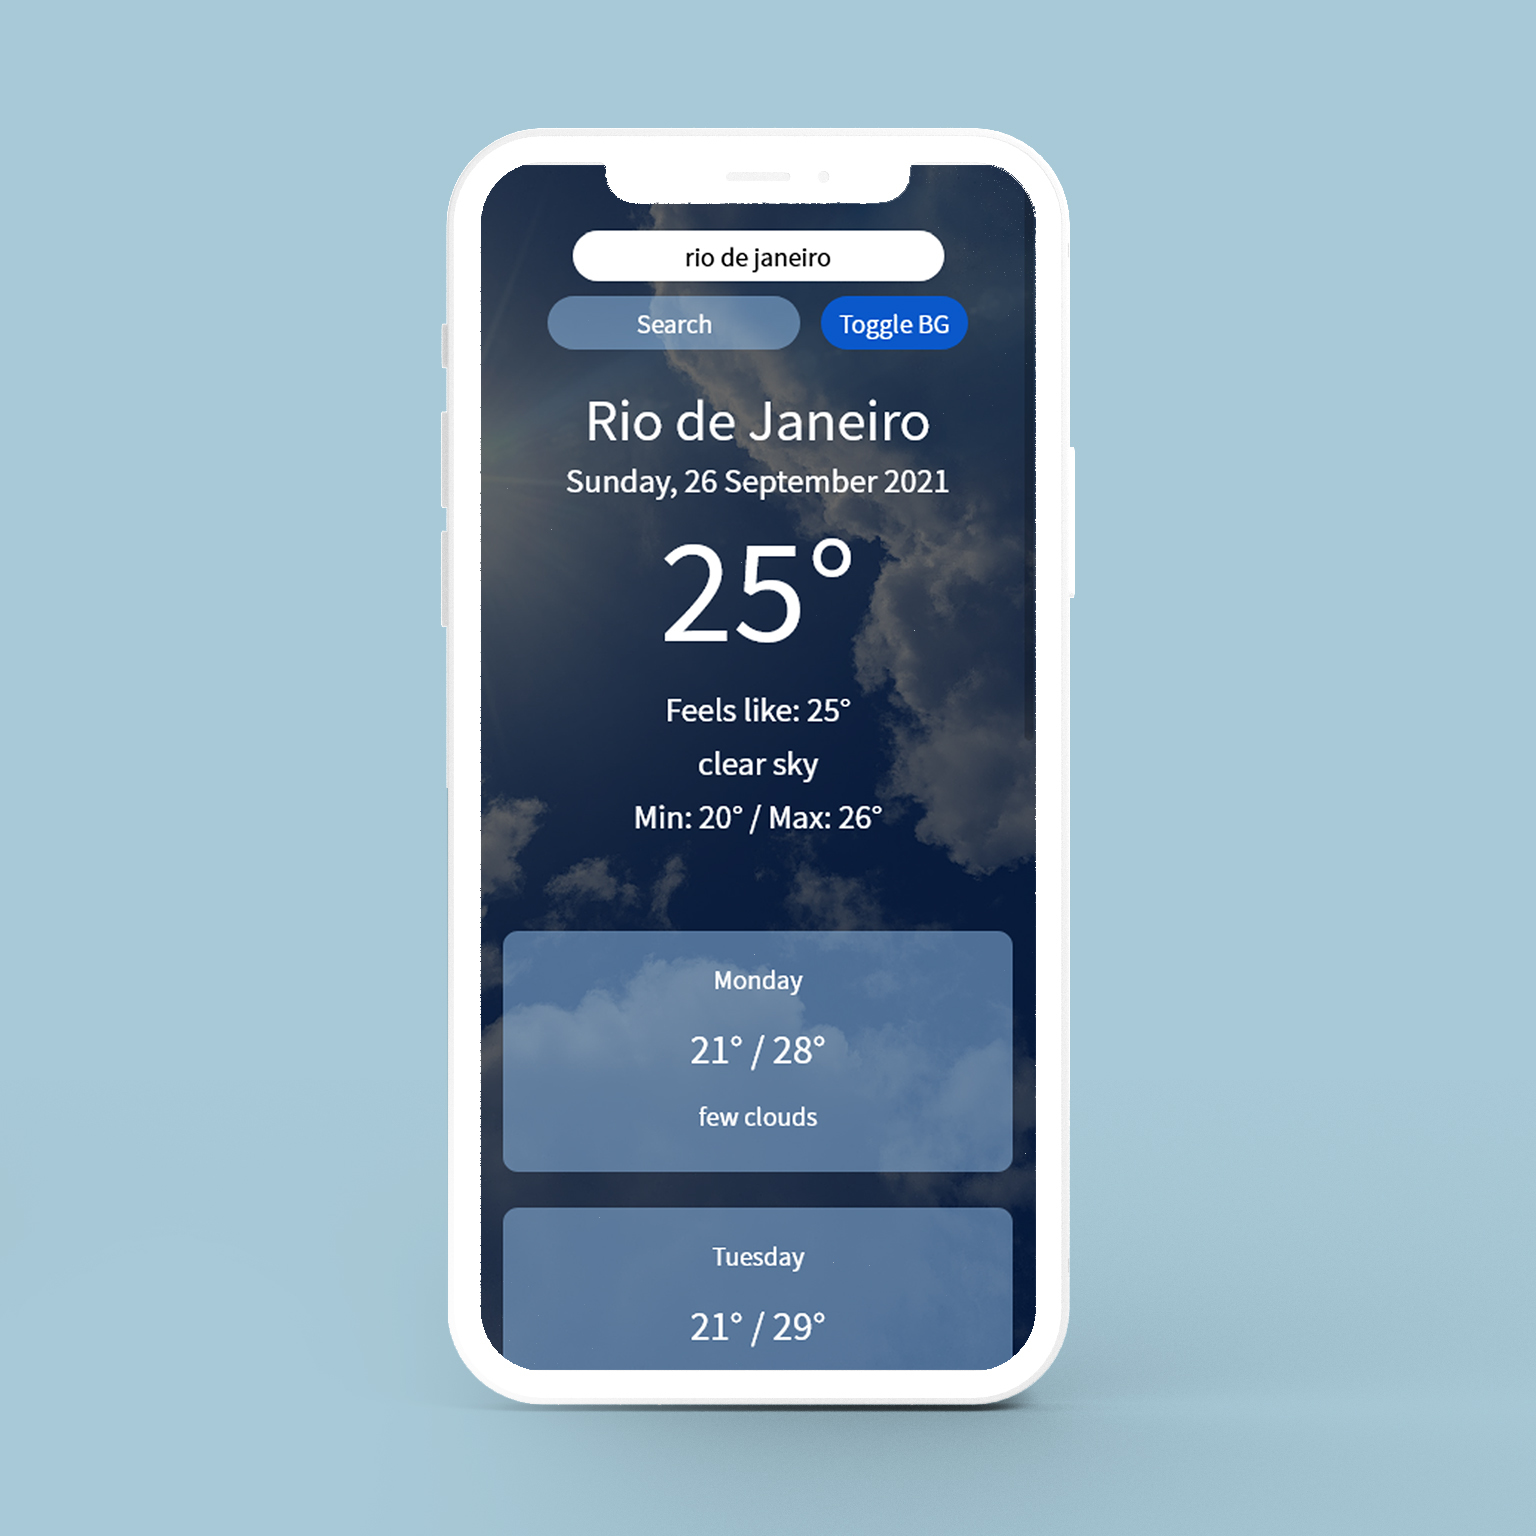 rio de janeiro
Search Toggle BG
Rio de Janeiro
Sunday, 26 September 2021
25°
Feels like: 25°
clear sky
Min: 20° / Max: 26°
Monday
21° / 28°
few clouds
Tuesday
21° / 29°